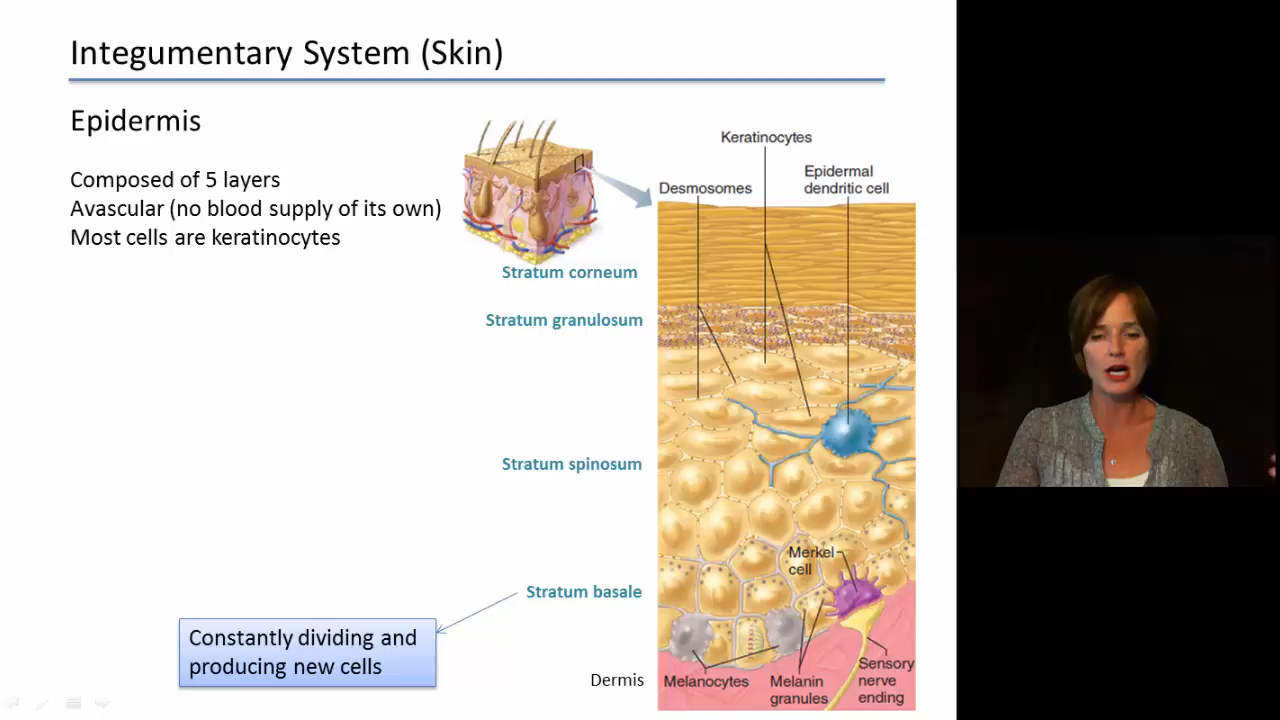 Integumentary System (Skin)
Epidermis
Composed of 5 layers
Avascular (no blood supply of its own)
Most cells are keratinocytes
Keratinocytes
Desmosomes
Epidermal
dendritic cell
Stratum corneum
Stratum granulosum
Stratum spinosum
Merkel
cell
Stratum basale
Constantly dividing and
producing new cells
Dermis
Melanocytes
Melanin
granules
Sensory
nerve
ending